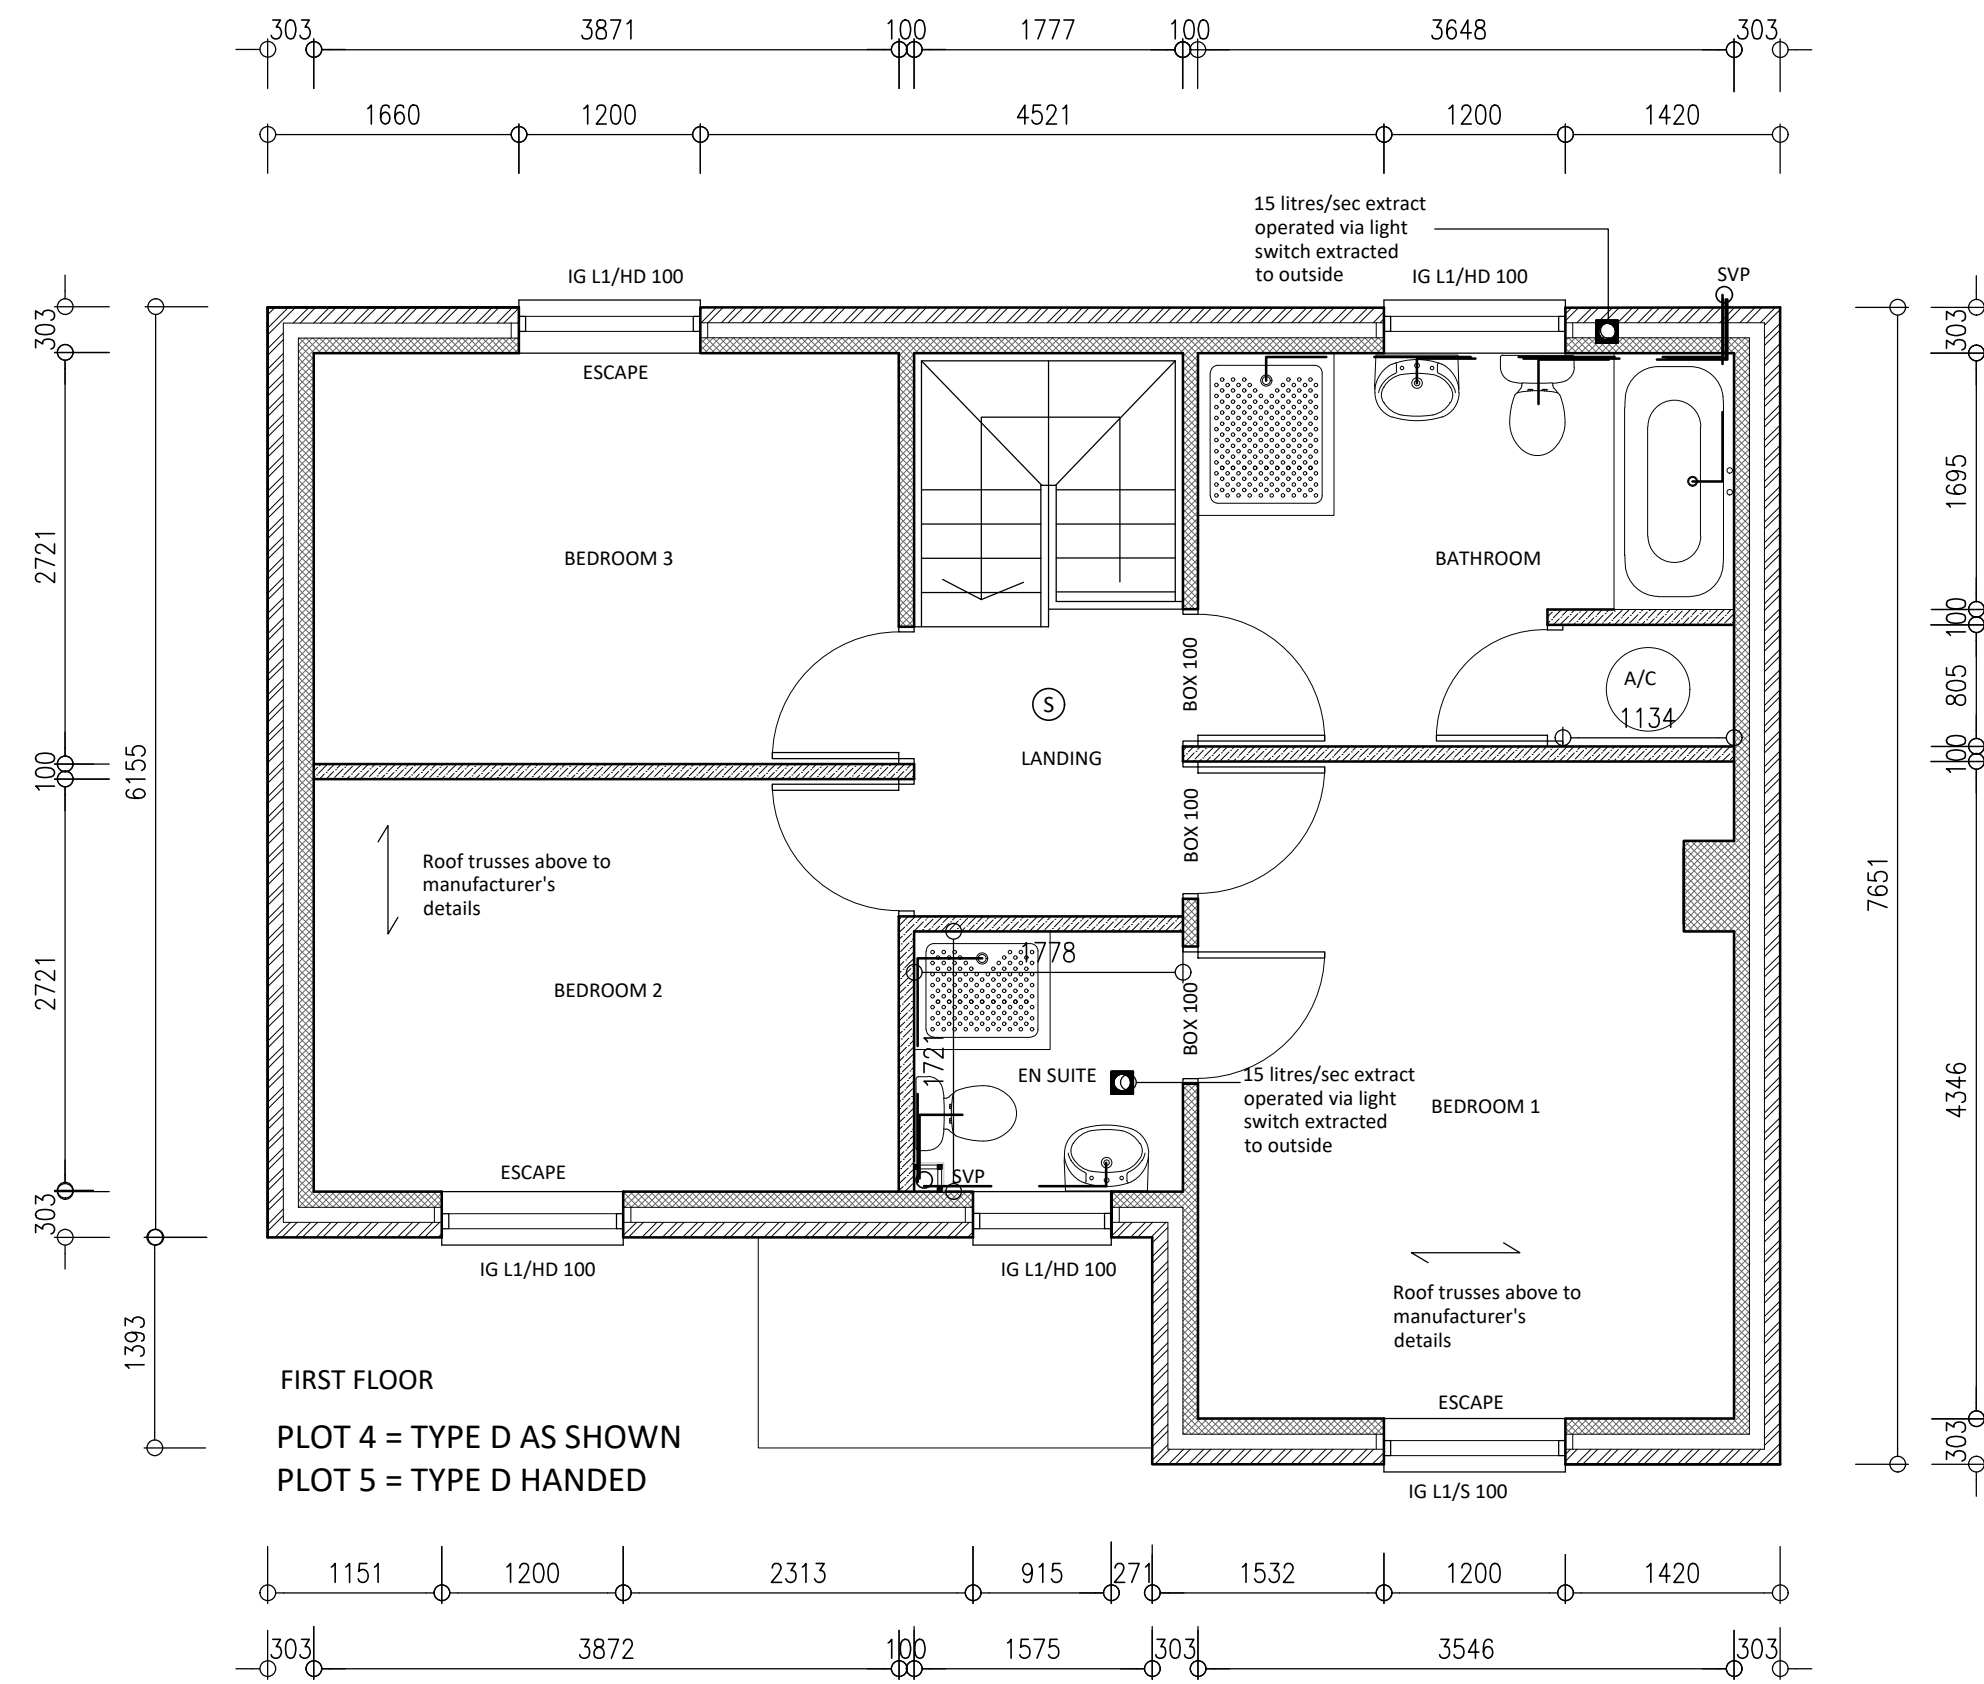 303 3871 100 1777 100 3648 303
1660 1200 4521 1200 1420
15 litres/sec extract
operated via light
switch extracted
to outside
IG L1/HD 100
IG L1/HD 100
SVP
ESCAPE
303
2721
100
2721
303
6155
1393
BEDROOM 3
BATHROOM
BOX 100
A/C
1134
S
LANDING
BOX 100
Roof trusses above to
manufacturer's
details
1778
BEDROOM 2
1721
BOX 100
EN SUITE
15 litres/sec extract
operated via light
switch extracted
to outside
BEDROOM 1
ESCAPE
SVP
IG L1/HD 100
IG L1/HD 100
Roof trusses above to
manufacturer's
details
ESCAPE
IG L1/S 100
7651
303
1695
100
805
100
4346
303
FIRST FLOOR
PLOT 4 = TYPE D AS SHOWN
PLOT 5 = TYPE D HANDED
1151 1200 2313 915 271 1532 1200 1420
303 3872 100 1575 303 3546 303